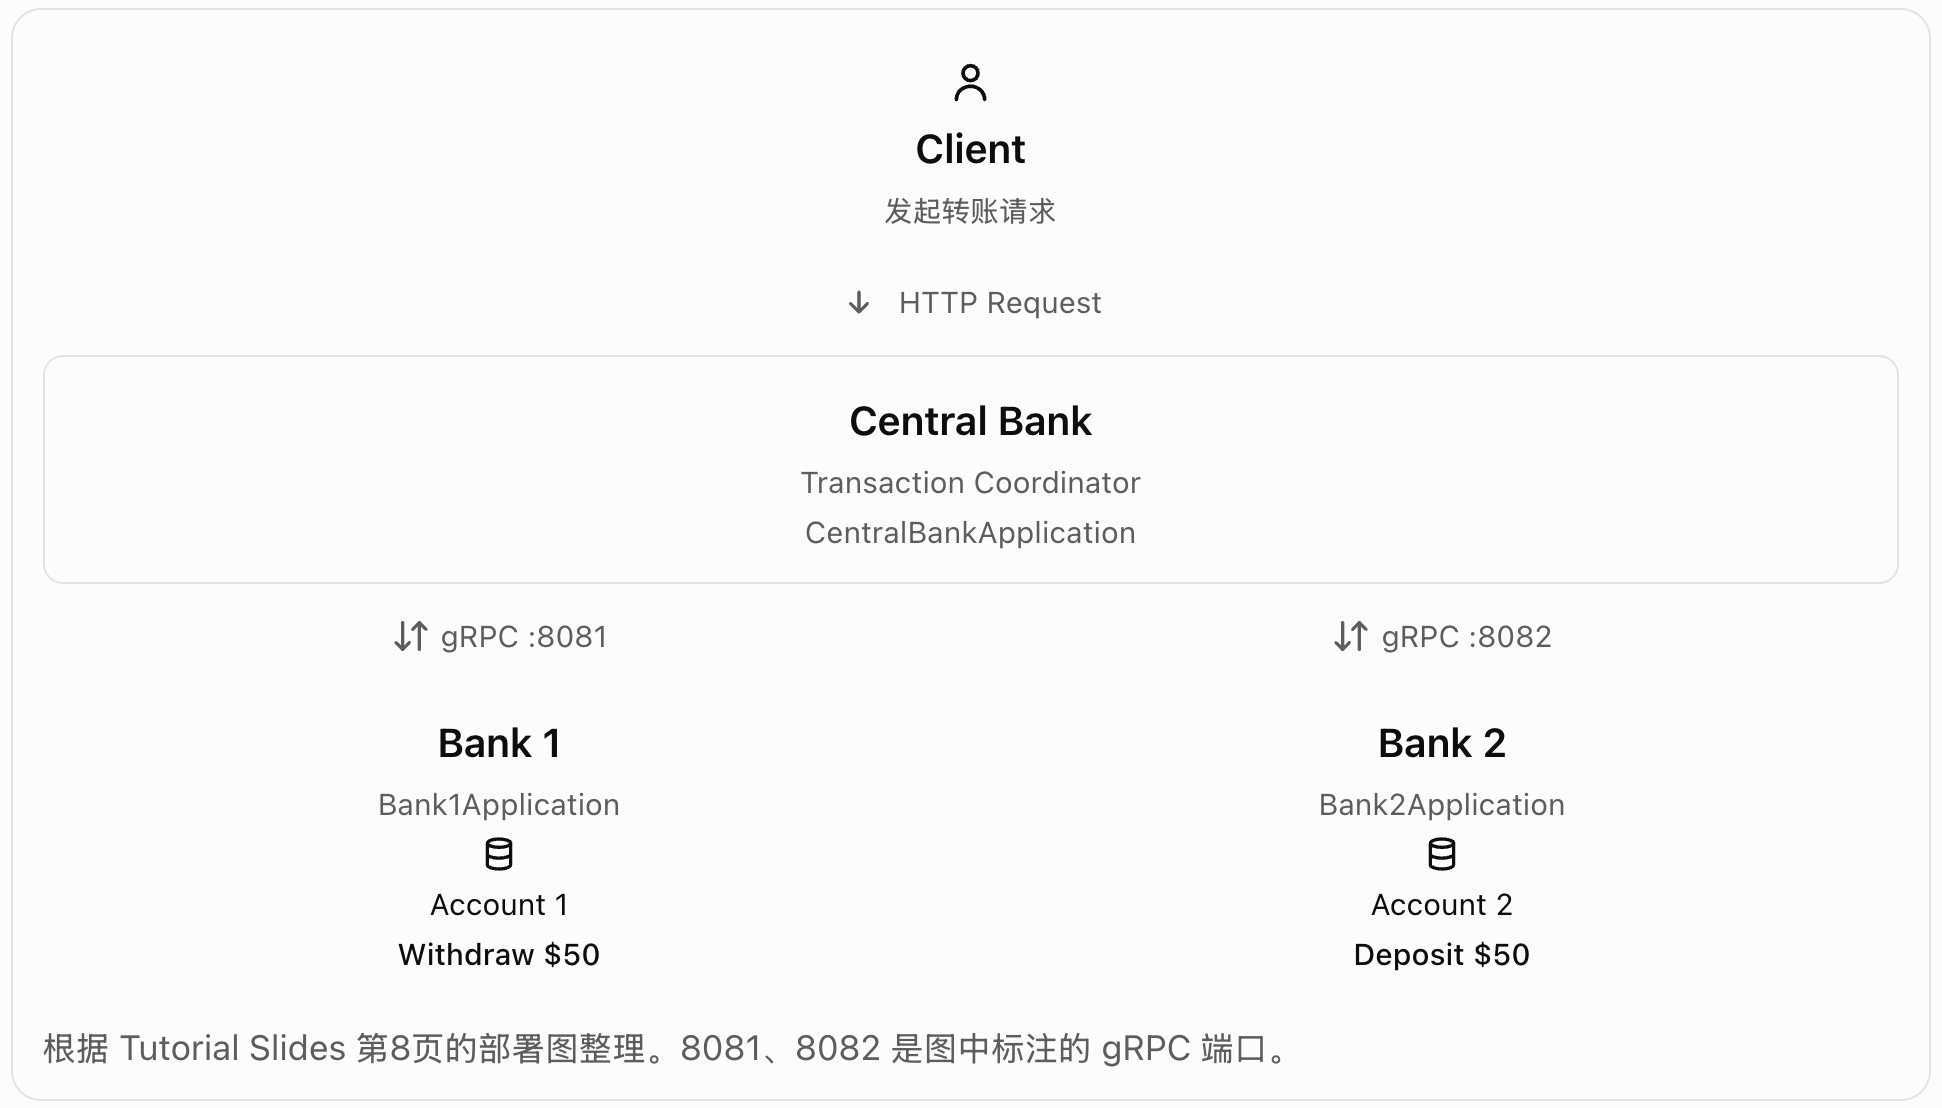 Client
发起转账请求
↓ HTTP Request
Central Bank
Transaction Coordinator
CentralBankApplication
↓↑ gRPC :8081
↓↑ gRPC :8082
Bank 1
Bank 2
Bank1Application
Bank2Application
Account 1
Account 2
Withdraw $50
Deposit $50
根据 Tutorial Slides 第8页的部署图整理。8081、8082 是图中标注的 gRPC 端口。